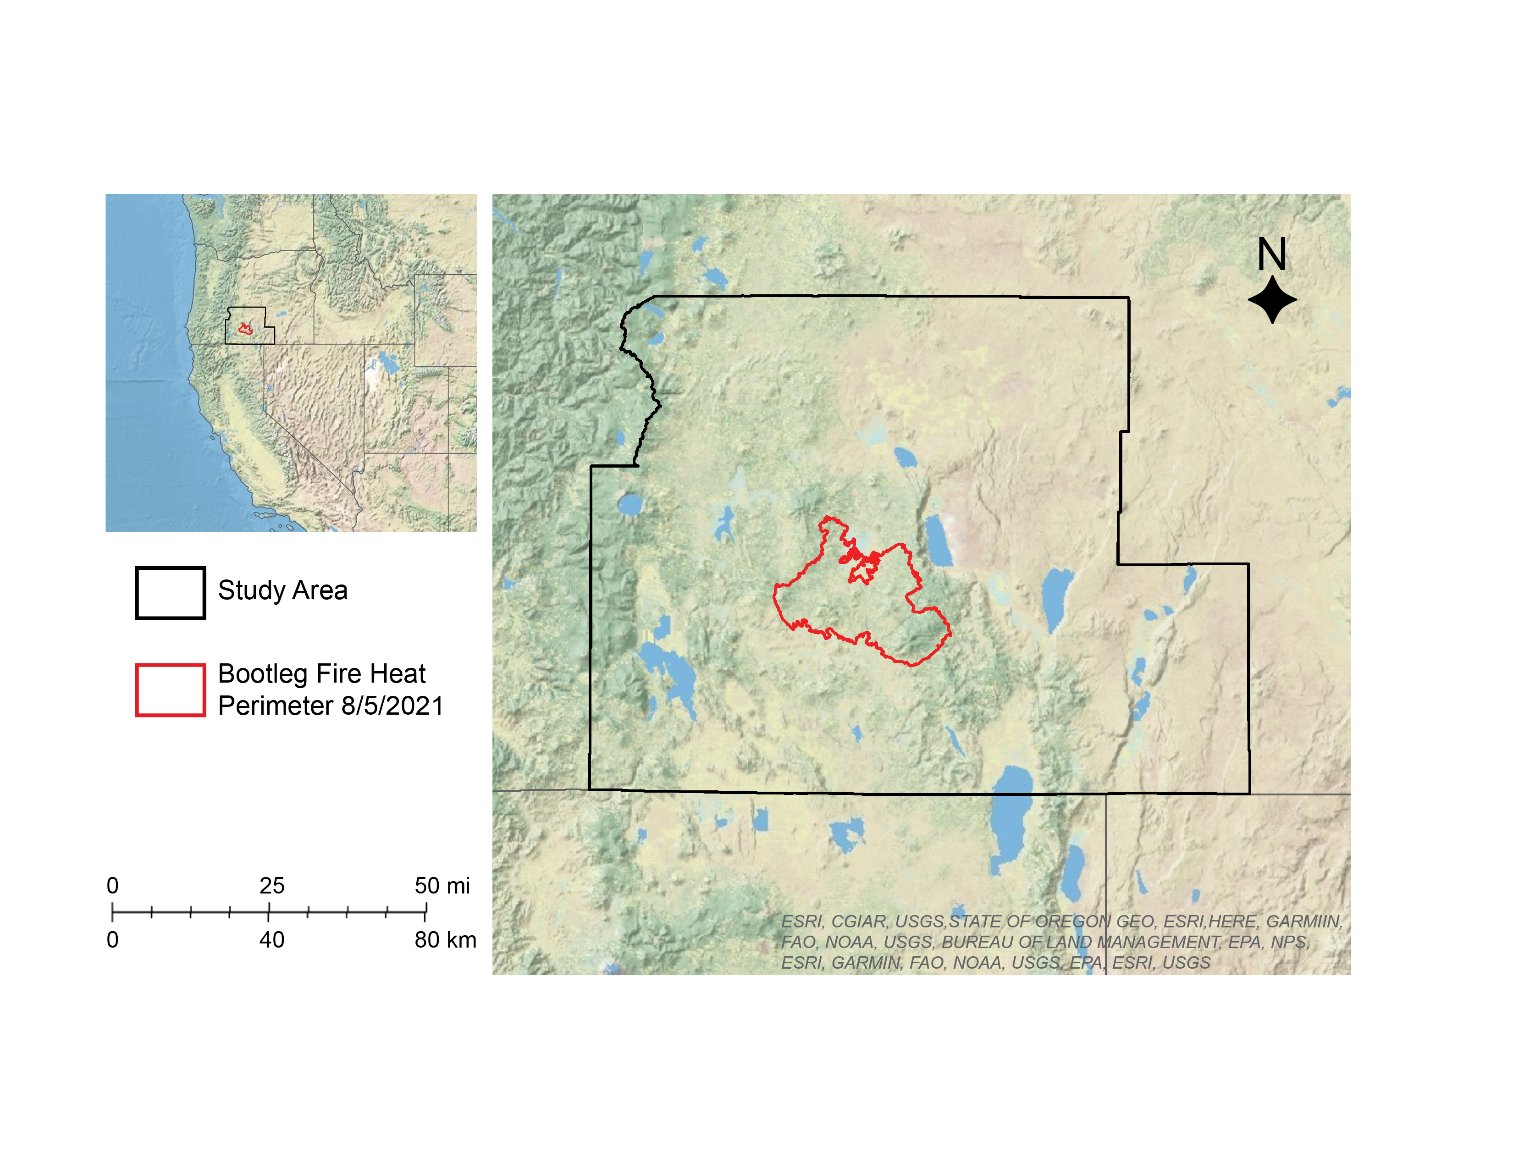 N
Study Area
Bootleg Fire Heat
Perimeter 8/5/2021
0 25 50 mi
0 40 80 km
ESRI, CGIAR, USGS,STATE OF OREGON GEO, ESRI,HERE, GARMIIN,
FAO, NOAA, USGS, BUREAU OF LAND MANAGEMENT, EPA, NPS,
ESRI, GARMIN, FAO, NOAA, USGS, EPA, ESRI, USGS